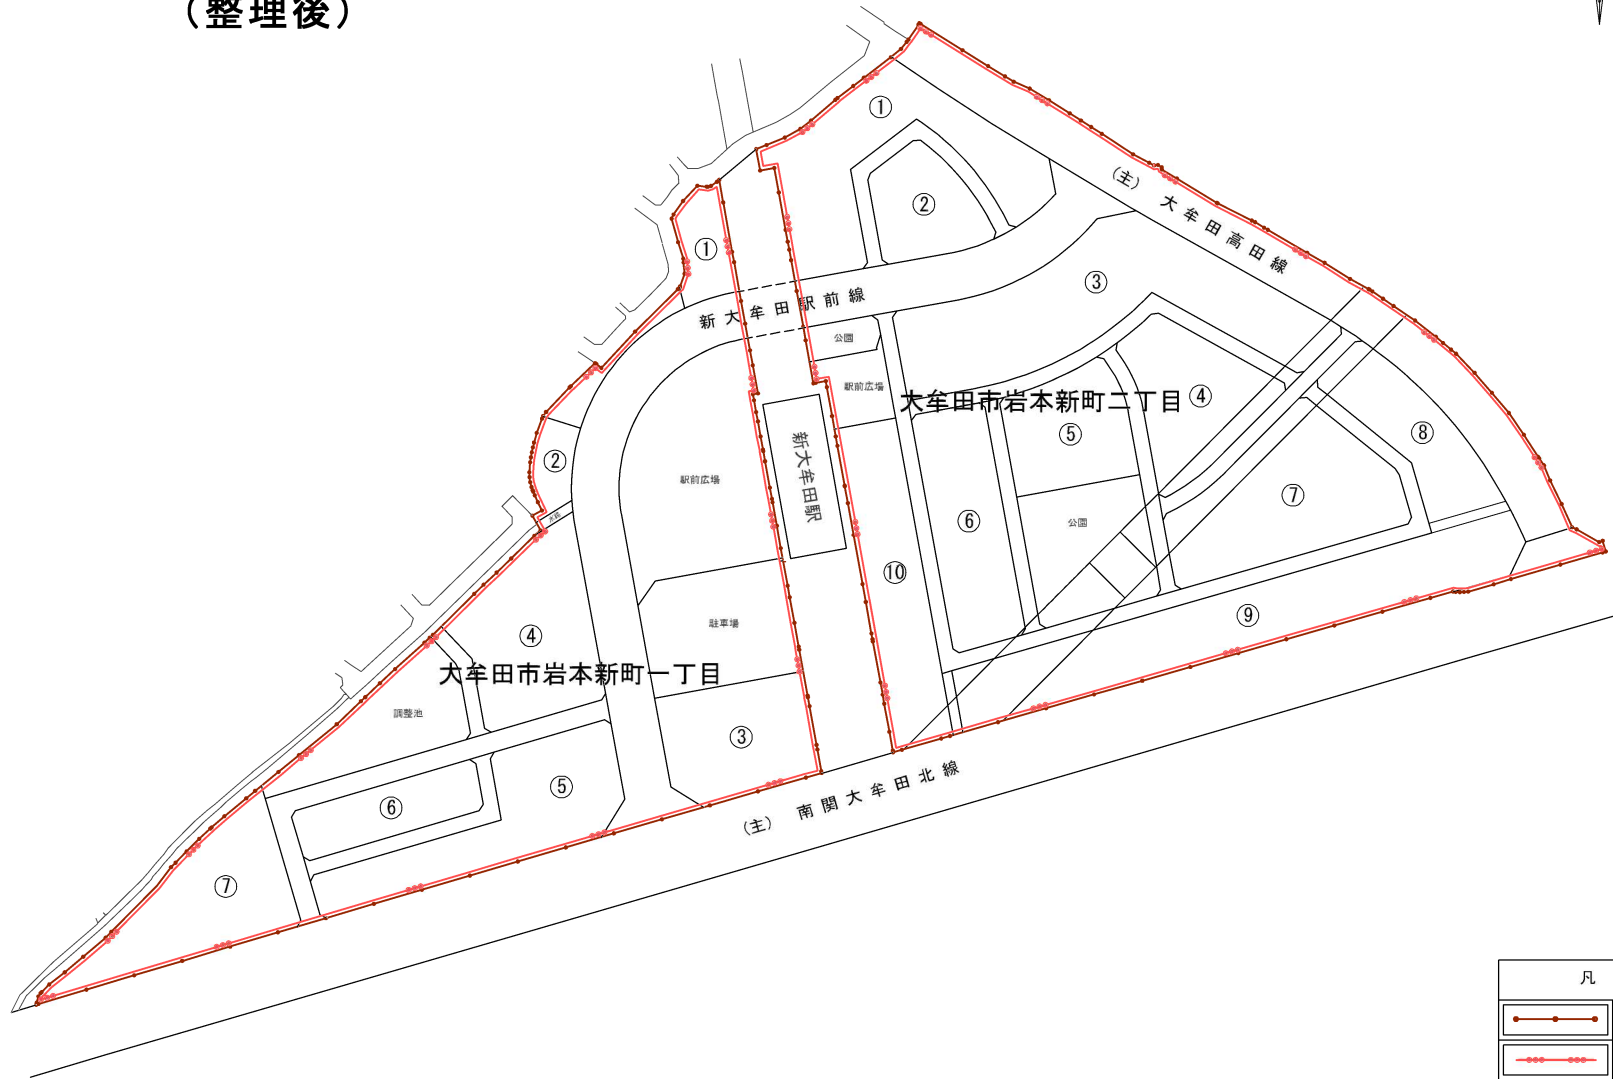 （整理後）
①
②
(主) 大牟田高田線
①
③
新大牟田駅前線
公園
駅前広場
大牟田市岩本新町二丁目
④
⑤
⑧
②
新大牟田駅
駅前広場
⑦
⑥
公園
⑩
⑨
駐車場
④
大牟田市岩本新町一丁目
調整池
③
⑤
⑥
(主) 南関大牟田北線
⑦
凡